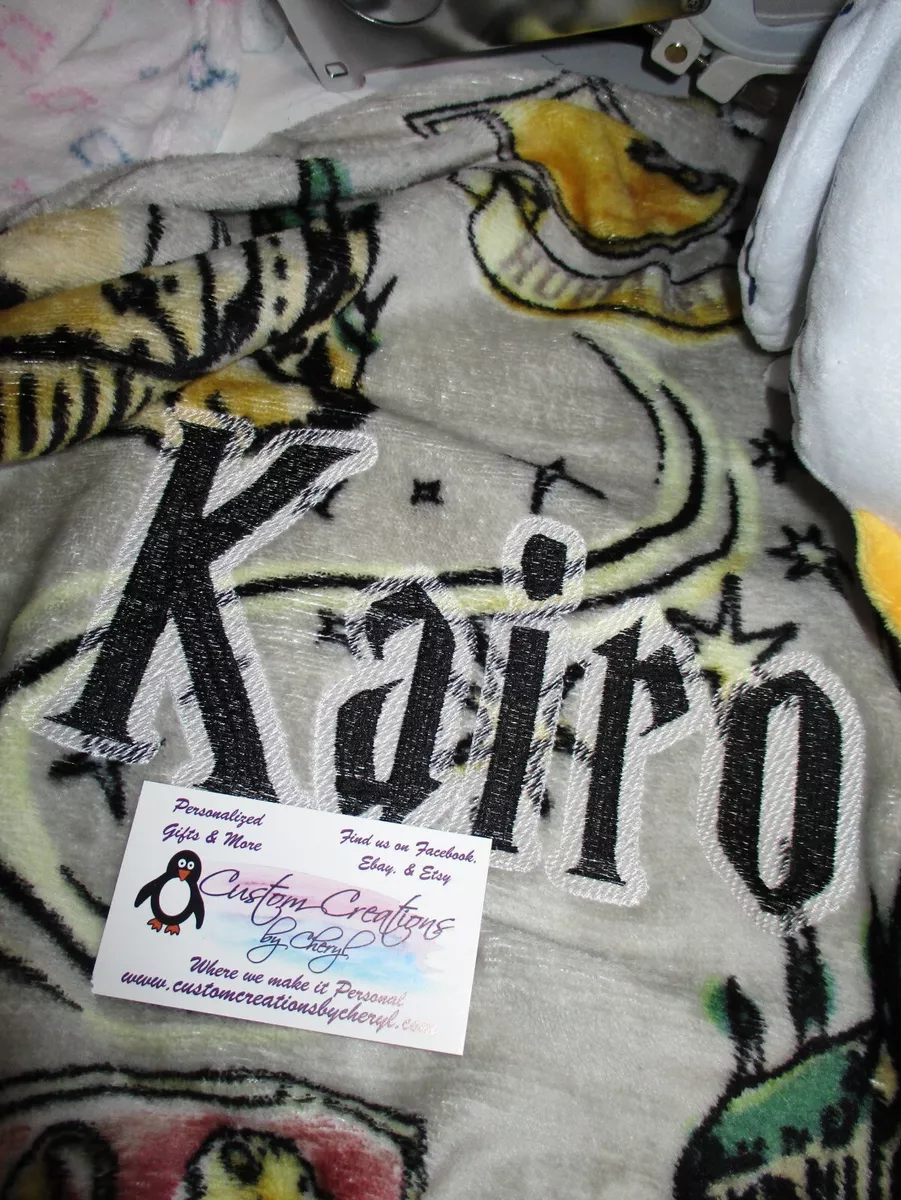 Kairo
Personalized
Gifts & More
Find us on Facebook,
Ebay, & Etsy
Custom Creations
by Cheryl
Where we make it Personal
www.customcreationsbycheryl.com